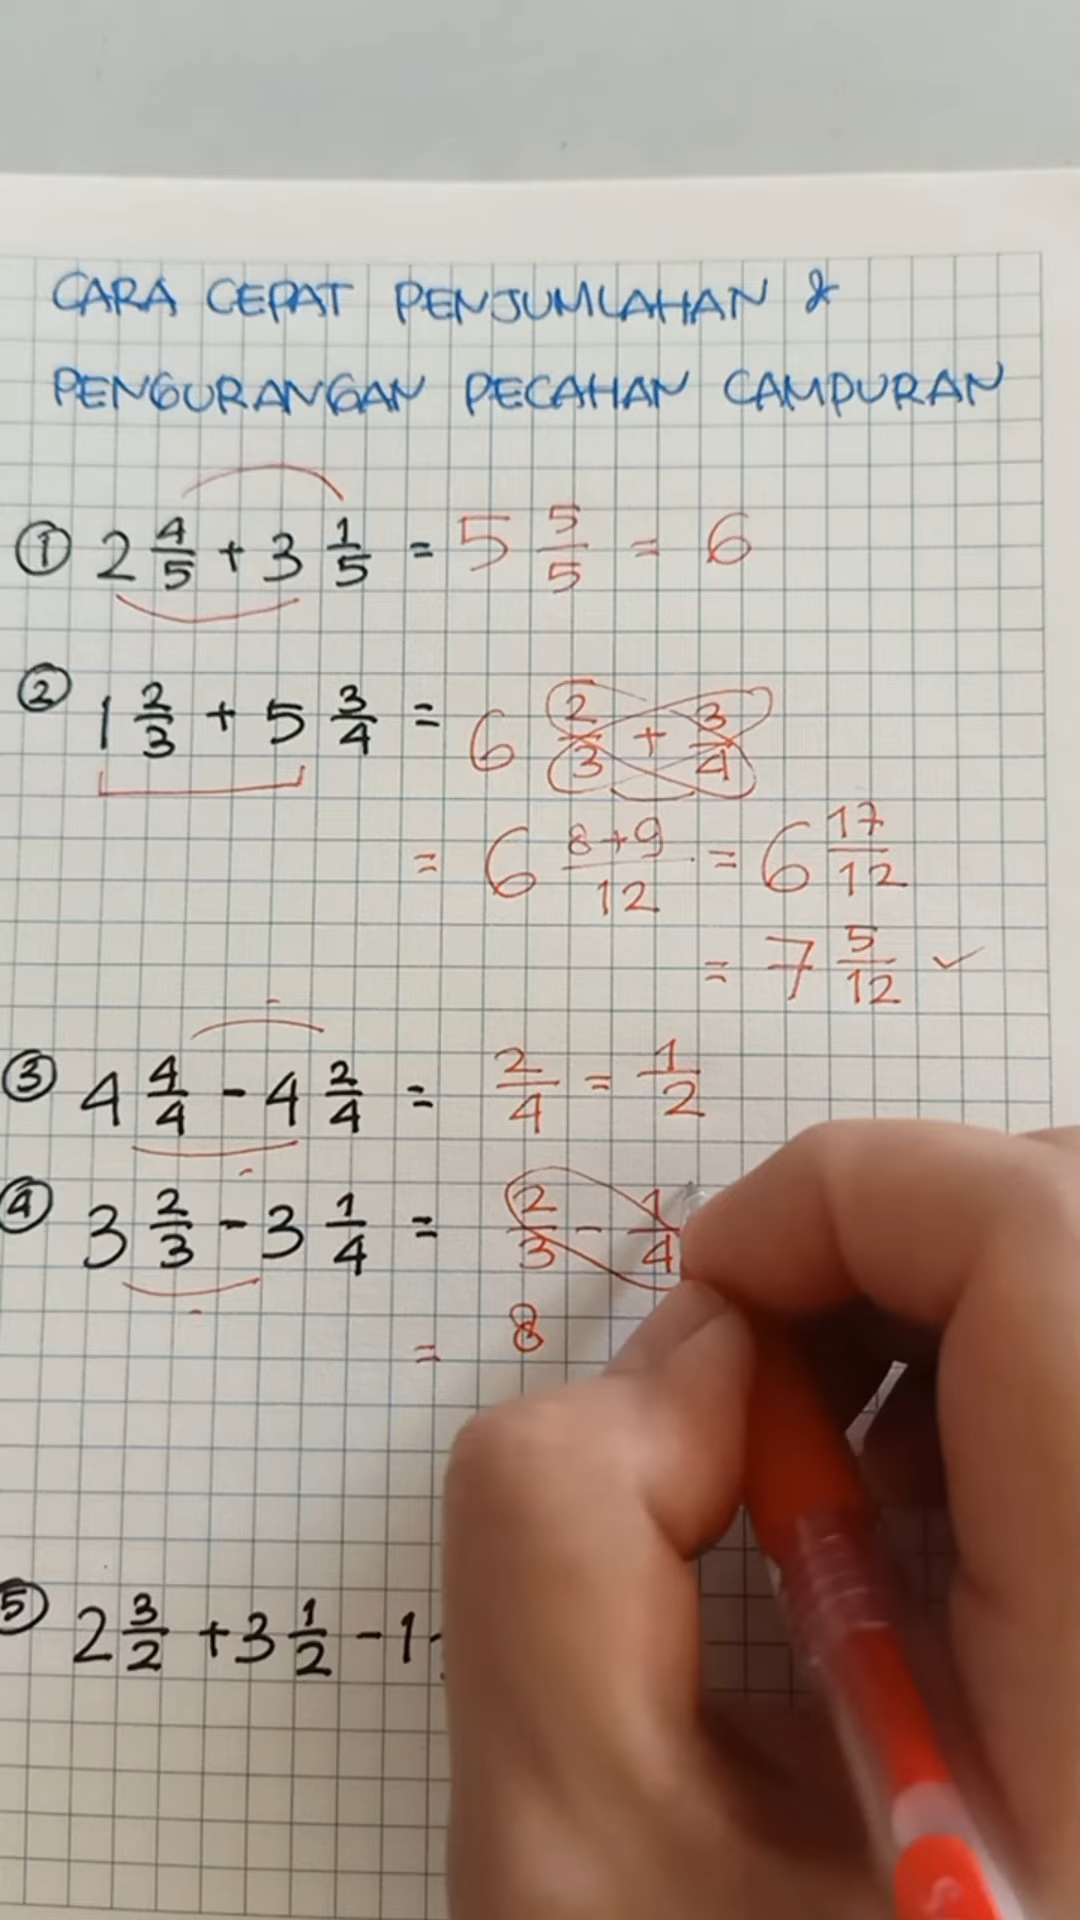 CARA CEPAT PENJUMLAHAN &
PENGURANGAN PECAHAN CAMPURAN
① 2 4/5 + 3 1/5 = 5 5/5 = 6
② 1 2/3 + 5 3/4 = 6 2/3 + 3/4
= 6 (8+9)/12 = 6 17/12
= 7 5/12 ✓
③ 4 4/4 - 4 2/4 = 2/4 = 1/2
④ 3 2/3 - 3 1/4 = 2/3 - 1/4
= 8
⑤ 2 3/2 + 3 1/2 - 1